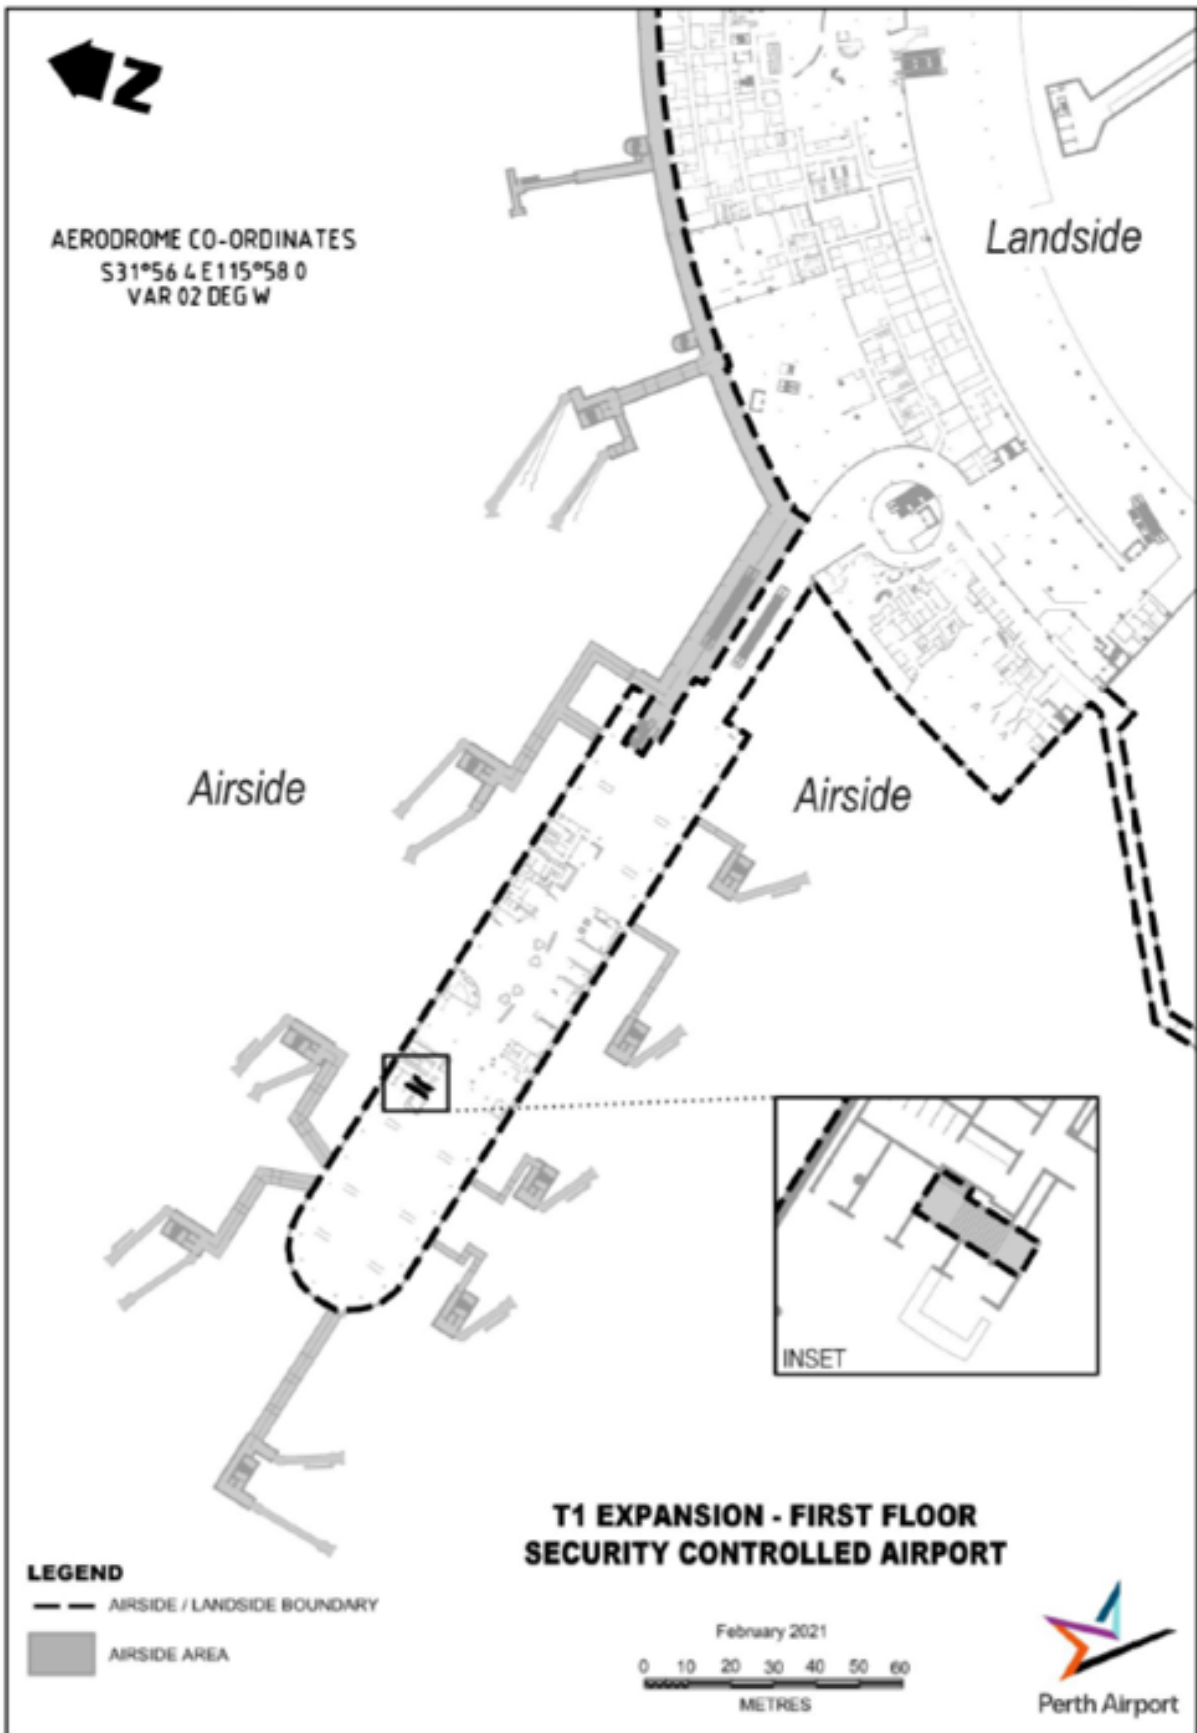 N
AERODROME CO-ORDINATES
S31°56 4 E115°58 0
VAR 02 DEG W
Landside
Airside
Airside
INSET
T1 EXPANSION - FIRST FLOOR
SECURITY CONTROLLED AIRPORT
LEGEND
AIRSIDE / LANDSIDE BOUNDARY
AIRSIDE AREA
February 2021
0 10 20 30 40 50 60
METRES
Perth Airport